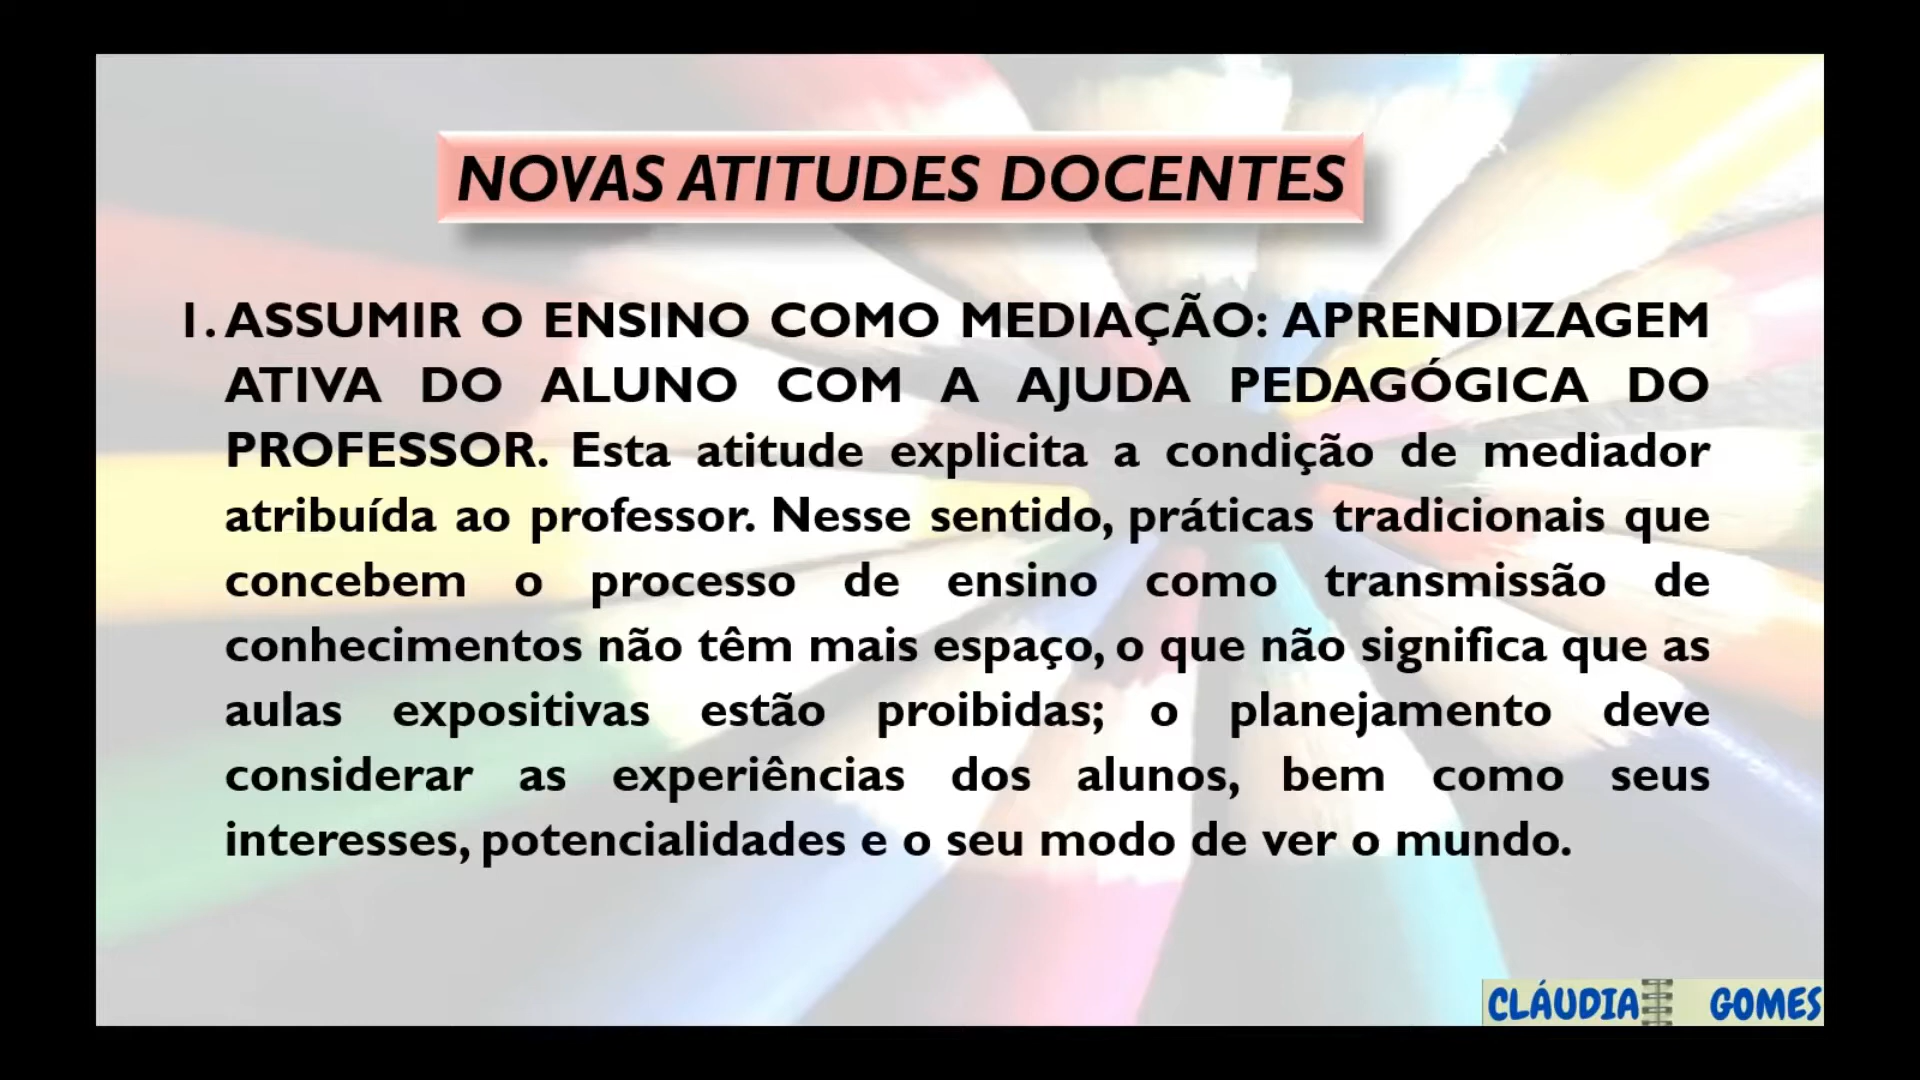 NOVAS ATITUDES DOCENTES
1. ASSUMIR O ENSINO COMO MEDIAÇÃO: APRENDIZAGEM
ATIVA DO ALUNO COM A AJUDA PEDAGÓGICA DO
PROFESSOR. Esta atitude explicita a condição de mediador
atribuída ao professor. Nesse sentido, práticas tradicionais que
concebem o processo de ensino como transmissão de
conhecimentos não têm mais espaço, o que não significa que as
aulas expositivas estão proibidas; o planejamento deve
considerar as experiências dos alunos, bem como seus
interesses, potencialidades e o seu modo de ver o mundo.
CLÁUDIA GOMES